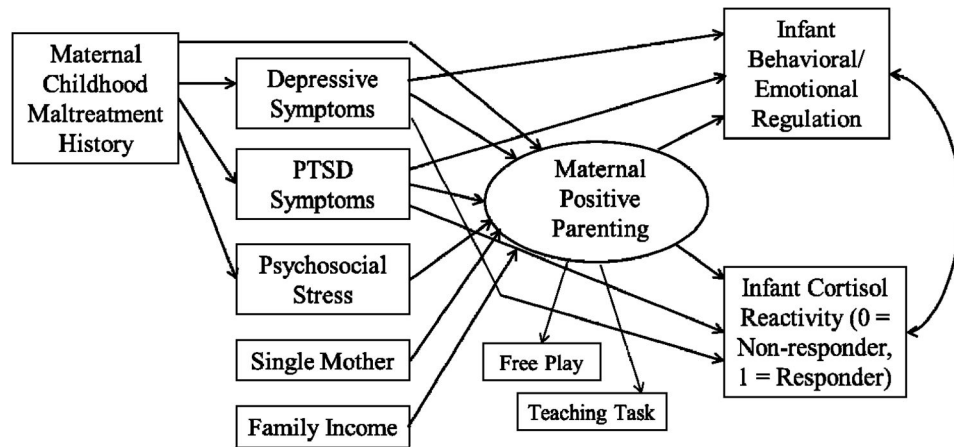 Maternal
Childhood
Maltreatment
History
Depressive
Symptoms
PTSD
Symptoms
Psychosocial
Stress
Single Mother
Family Income
Maternal
Positive
Parenting
Free Play
Teaching Task
Infant
Behavioral/
Emotional
Regulation
Infant Cortisol
Reactivity (0 =
Non-responder,
1 = Responder)